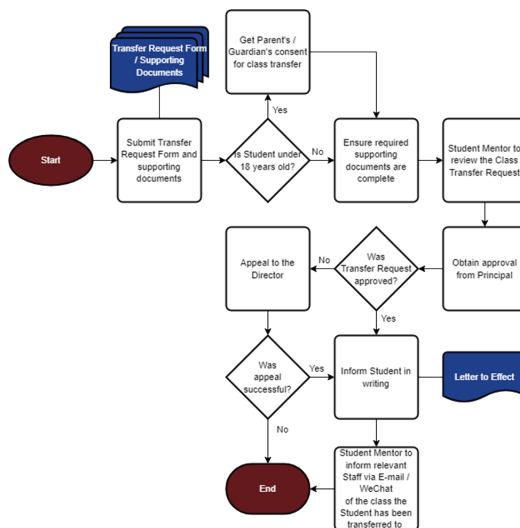 Transfer Request Form
/ Supporting
Documents
Get Parent's /
Guardian's consent
for class transfer
Yes
Start
Submit Transfer
Request Form and
supporting
documents
Is Student under
18 years old?
No
Ensure required
supporting
documents are
complete
Student Mentor to
review the Class
Transfer Request
Appeal to the
Director
No
Was
Transfer Request
approved?
Obtain approval
from Principal
Yes
Was
appeal
successful?
Yes
Inform Student in
writing
Letter to Effect
No
End
Student Mentor to
inform relevant
Staff via E-mail /
WeChat
of the class the
Student has been
transferred to